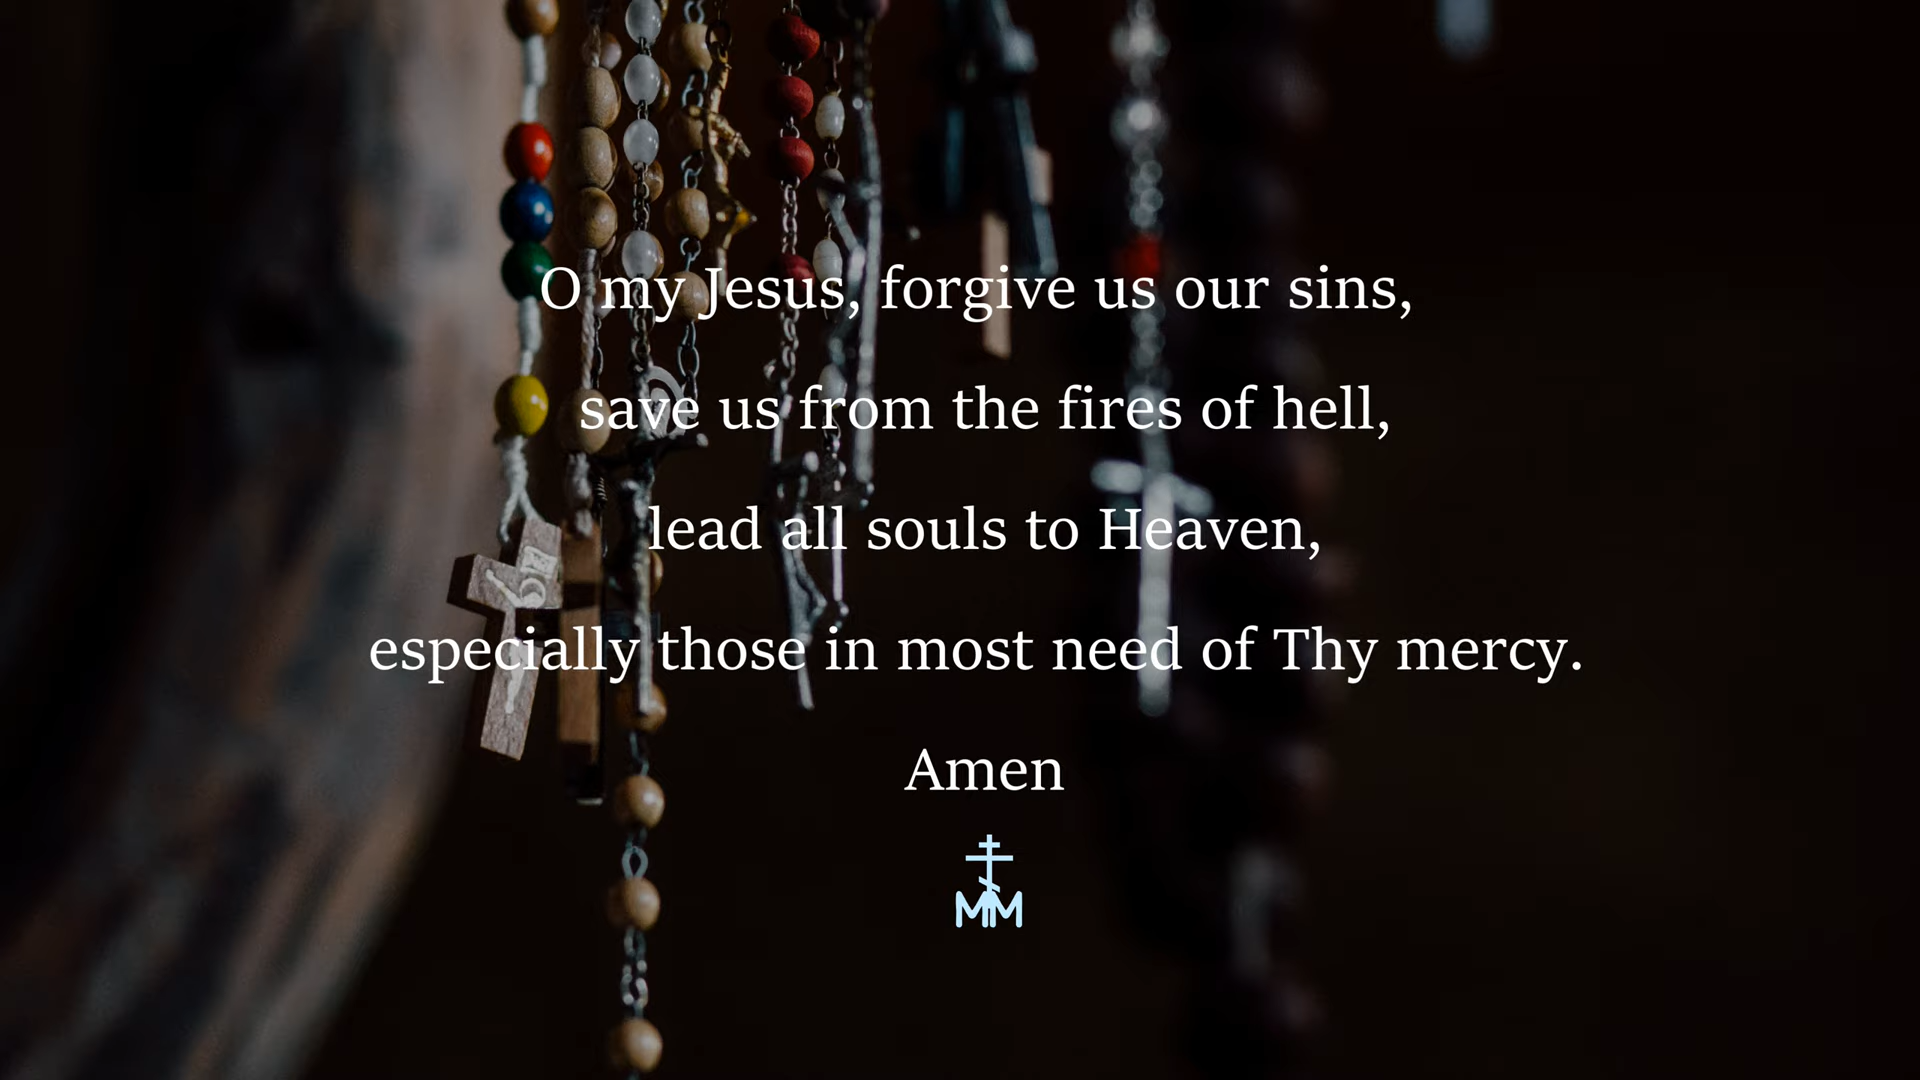 O my Jesus, forgive us our sins,
save us from the fires of hell,
lead all souls to Heaven,
especially those in most need of Thy mercy.
Amen
MM